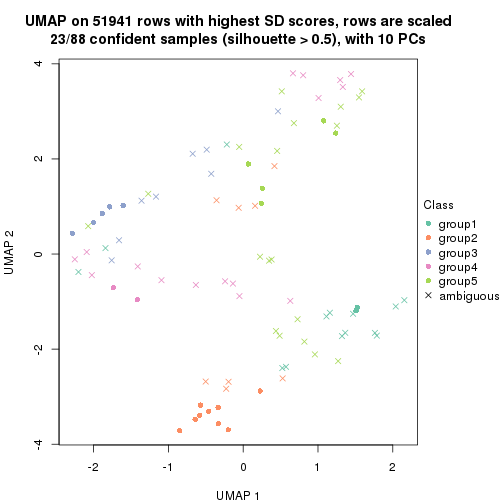 UMAP on 51941 rows with highest SD scores, rows are scaled
23/88 confident samples (silhouette > 0.5), with 10 PCs
4
2
0
-2
-4
UMAP 2
-2
-1
0
1
2
UMAP 1
Class
group1
group2
group3
group4
group5
ambiguous